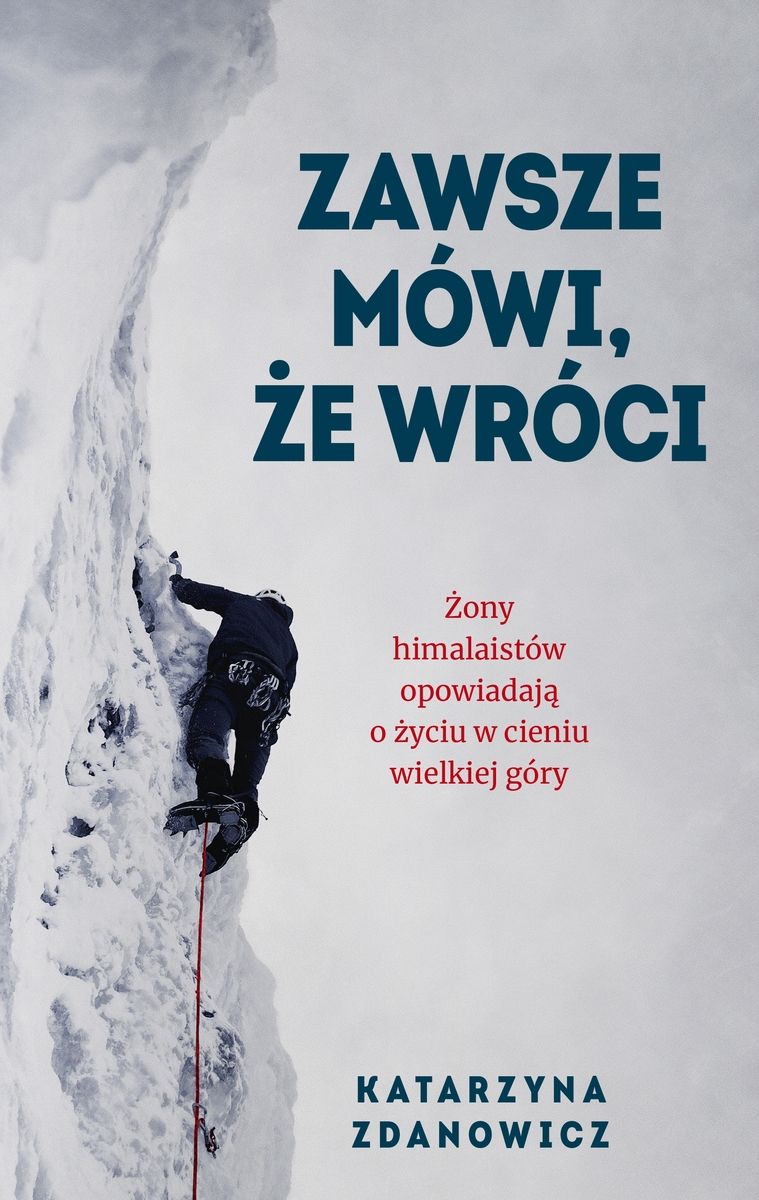 ZAWSZE
MÓWI,
ŻE WRÓCI
Żony
himalaistów
opowiadają
o życiu w cieniu
wielkiej góry
KATARZYNA
ZDANOWICZ